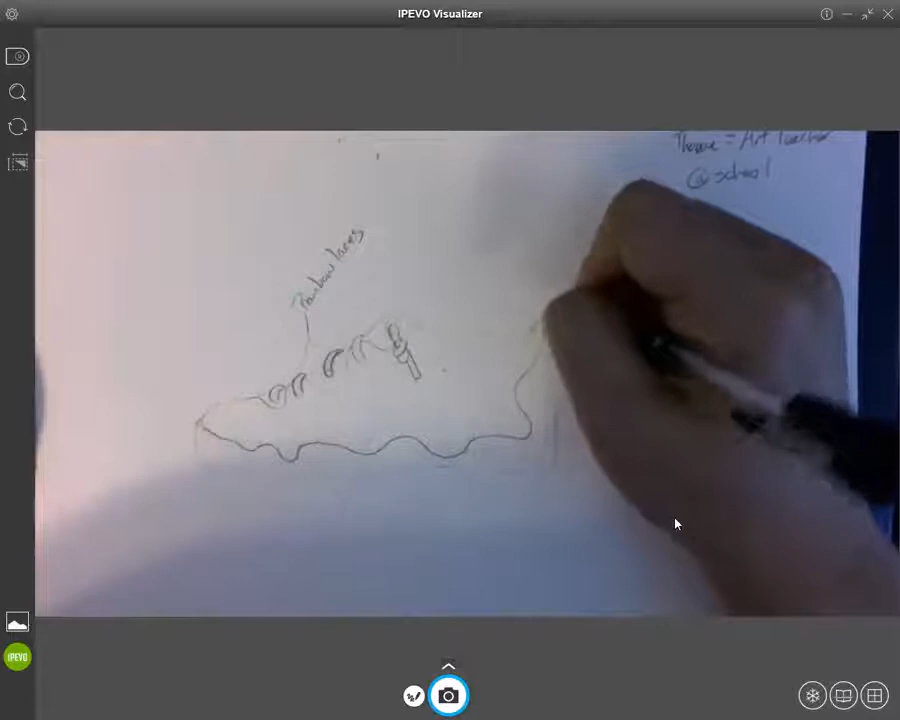 IPEVO Visualizer
Theme = Art Teacher
@school
Rainbow laces
IPEVO